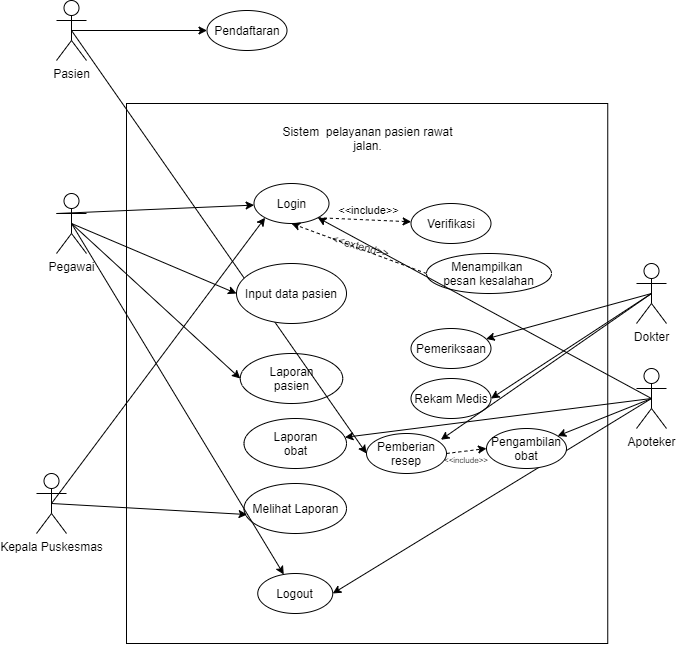 Pendaftaran
Pasien
Sistem pelayanan pasien rawat
jalan.
Login
<<include>>
Verifikasi
Pegawai
<<extend>>
Menampilkan
pesan kesalahan
Input data pasien
Dokter
Pemeriksaan
Laporan
pasien
Rekam Medis
Laporan
obat
Pemberian
resep
<<include>>
Pengambilan
obat
Apoteker
Melihat Laporan
Kepala Puskesmas
Logout